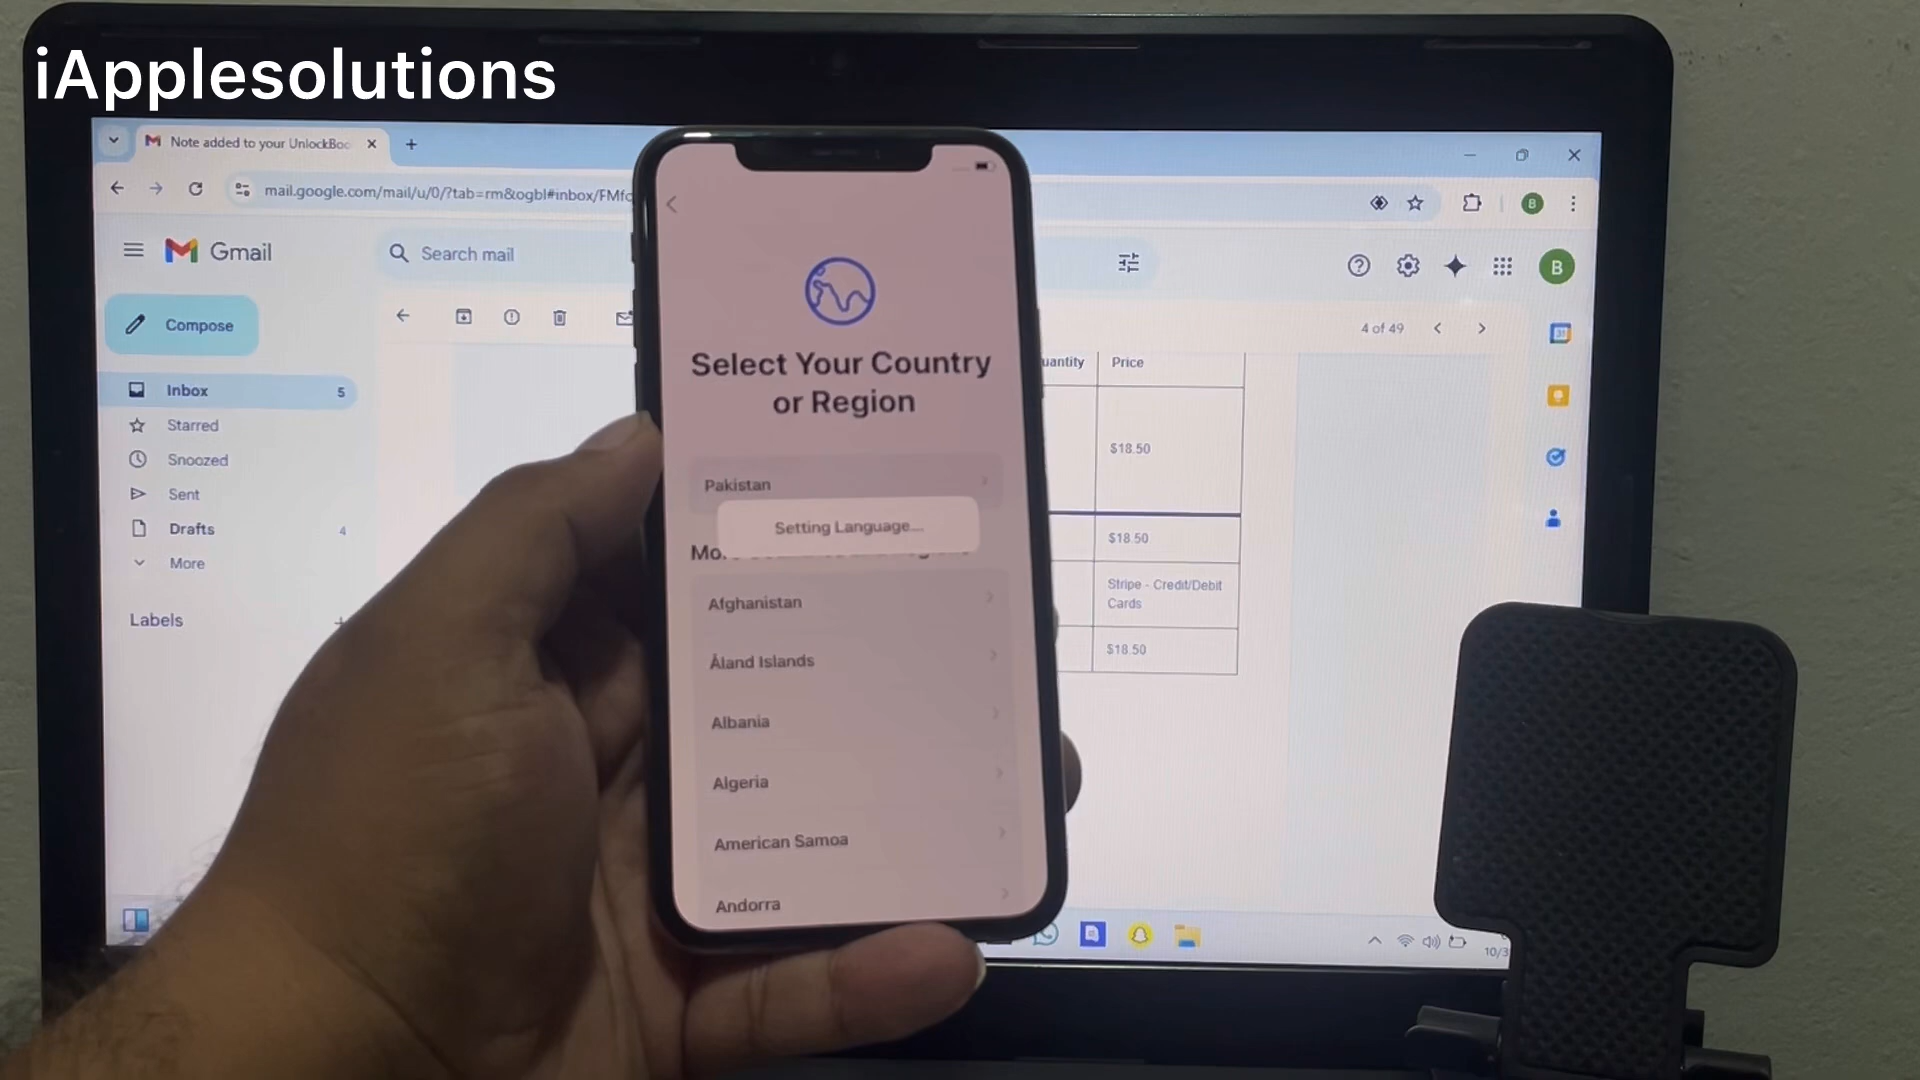 iApplesolutions
Note added to your UnlockBoo
mail.google.com/mail/u/0/?tab=rm&ogbl#inbox/FMfc
B
Gmail
Search mail
B
Compose
4 of 49
Inbox 5
Starred
Snoozed
Sent
Drafts 4
More
Labels
uantity Price
$18.50
$18.50
Stripe - Credit/Debit
Cards
$18.50
31
Select Your Country
or Region
Pakistan
Setting Language...
Afghanistan
Åland Islands
Albania
Algeria
American Samoa
Andorra